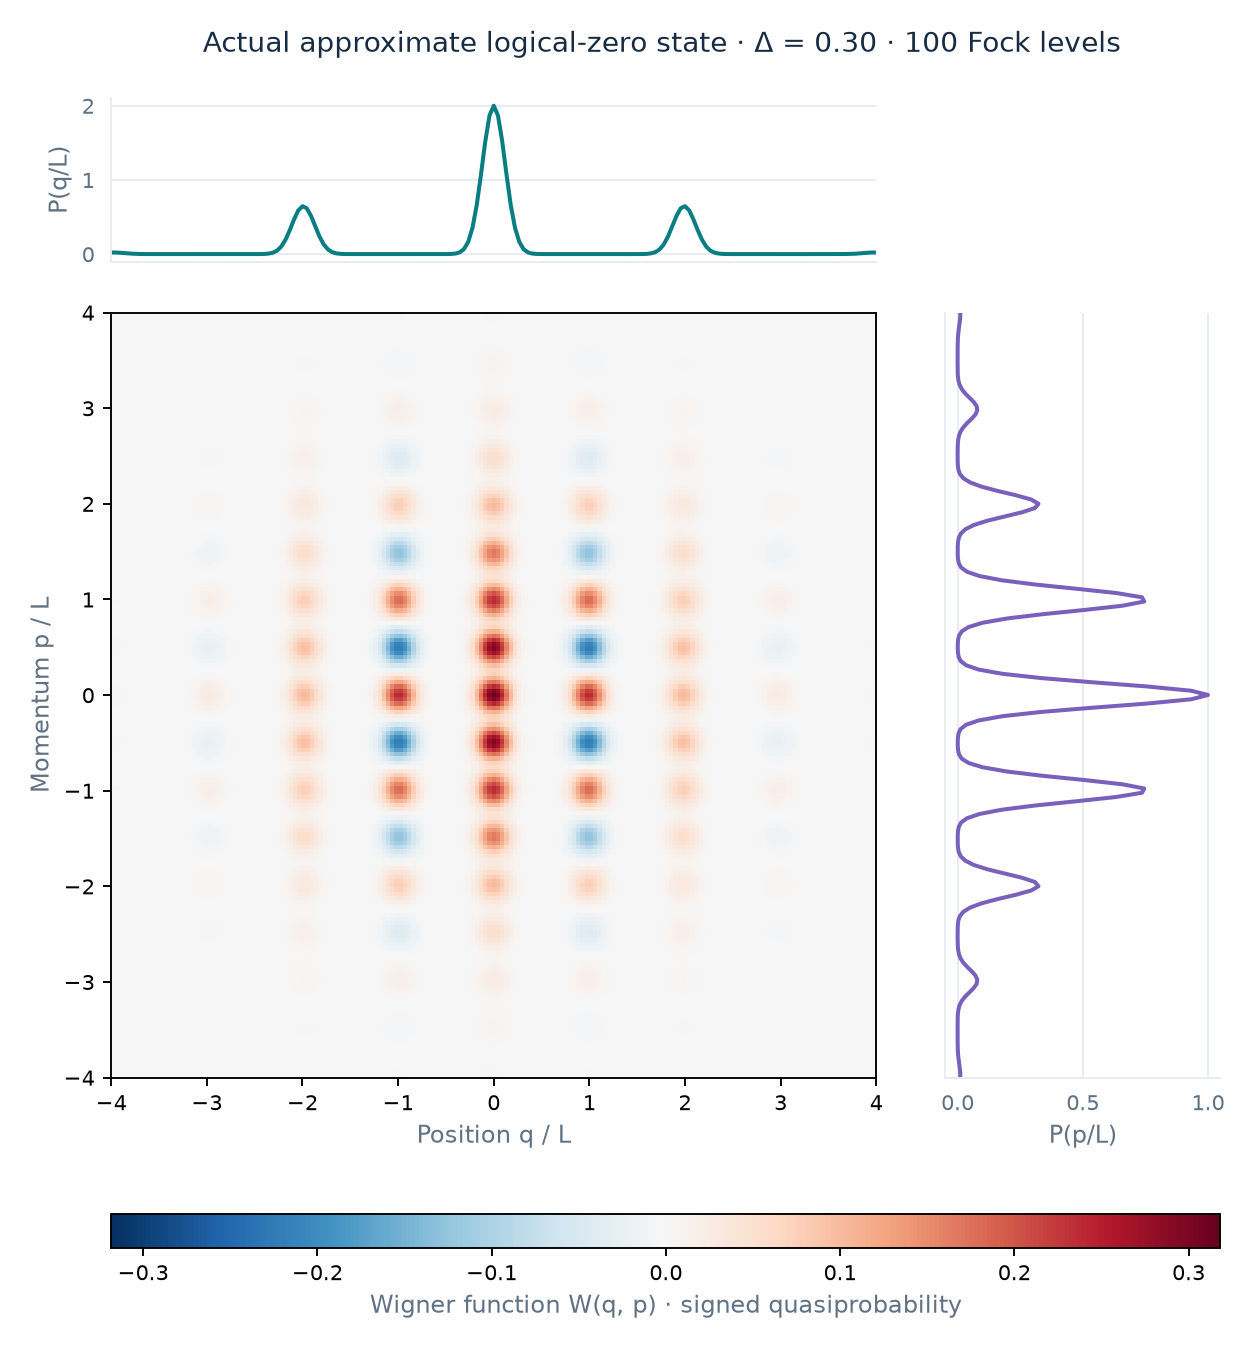 Actual approximate logical-zero state · Δ = 0.30 · 100 Fock levels
2
1
0
P(q/L)
4
3
2
1
0
−1
−2
−3
−4
Momentum p / L
−4 −3 −2 −1 0 1 2 3 4
Position q / L
0.0 0.5 1.0
P(p/L)
−0.3 −0.2 −0.1 0.0 0.1 0.2 0.3
Wigner function W(q, p) · signed quasiprobability